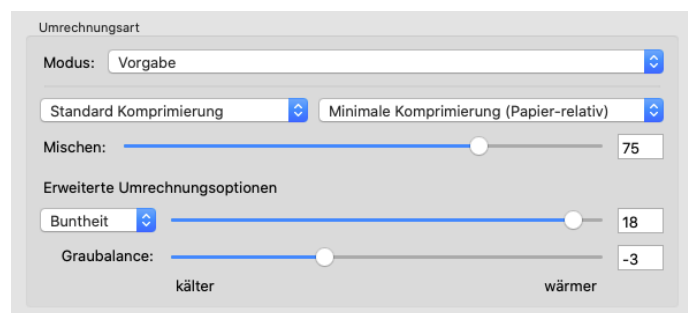 Umrechnungsart
Modus: Vorgabe
Standard Komprimierung Minimale Komprimierung (Papier-relativ)
Mischen: 75
Erweiterte Umrechnungsoptionen
Buntheit 18
Graubalance: -3
kälter wärmer